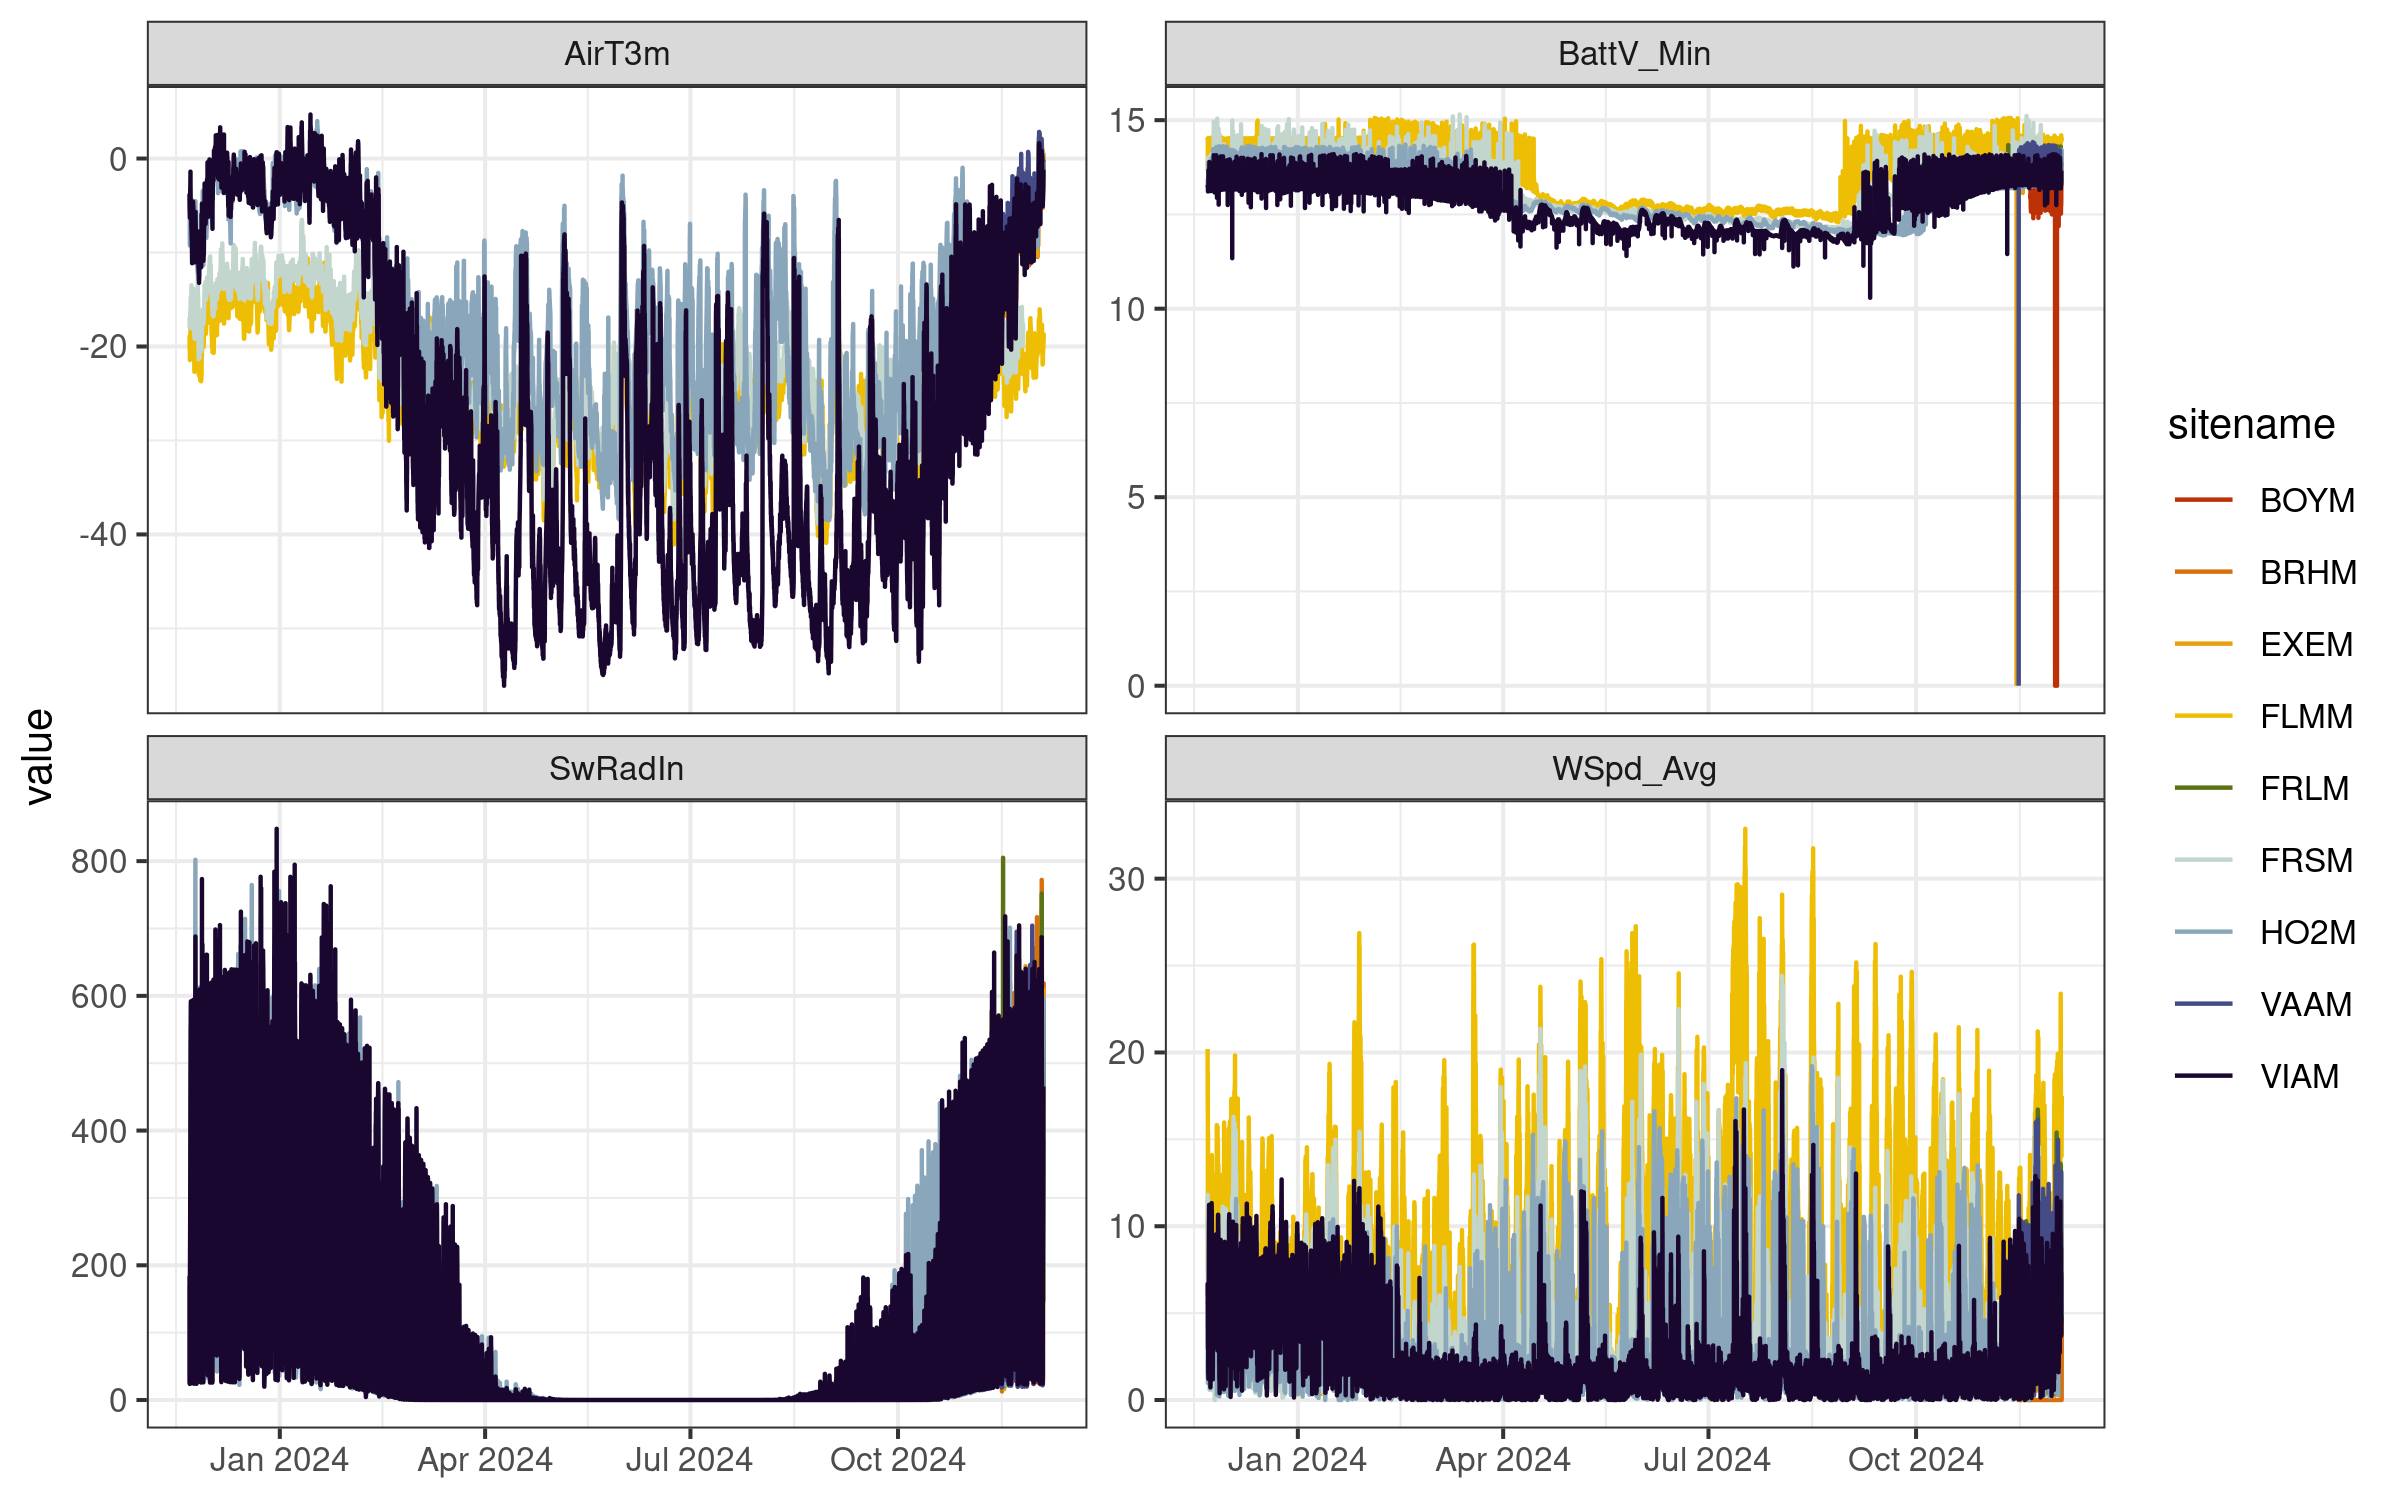 AirT3m
BattV_Min
0
-20
-40
15
10
5
0
value
SwRadIn
WSpd_Avg
800
600
400
200
0
30
20
10
0
Jan 2024 Apr 2024 Jul 2024 Oct 2024
Jan 2024 Apr 2024 Jul 2024 Oct 2024
sitename
BOYM
BRHM
EXEM
FLMM
FRLM
FRSM
HO2M
VAAM
VIAM